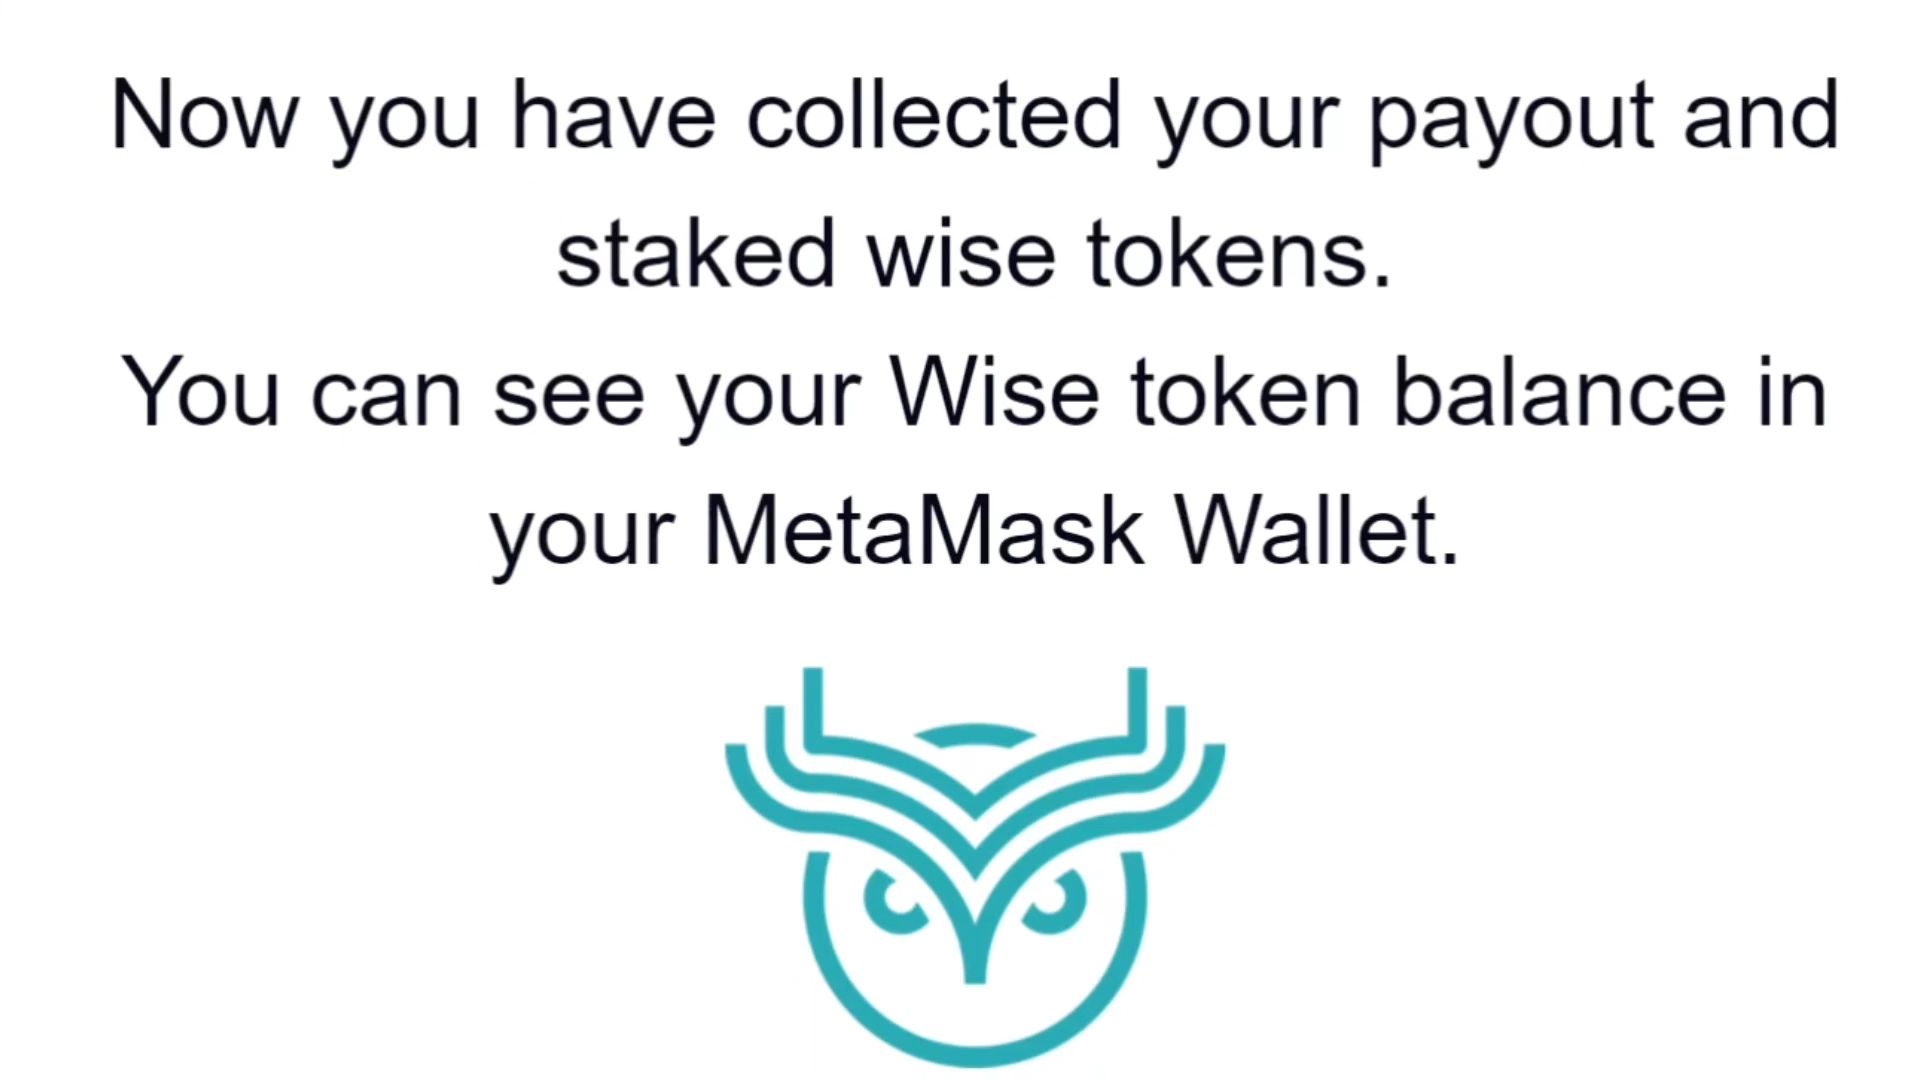 Now you have collected your payout and
staked wise tokens.
You can see your Wise token balance in
your MetaMask Wallet.